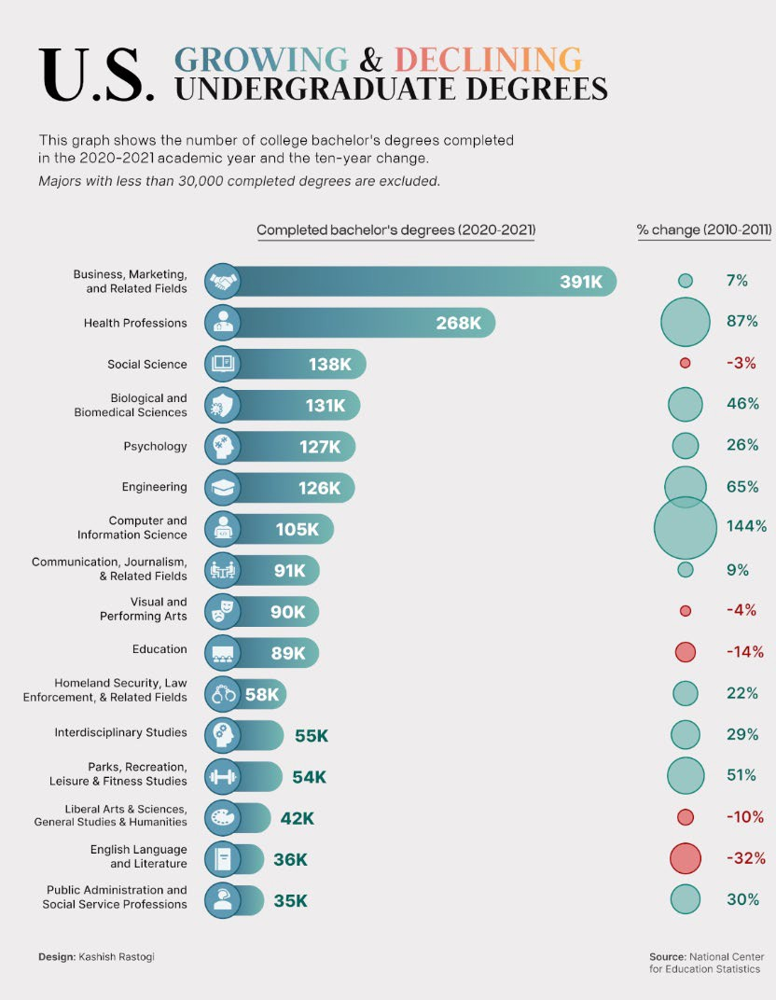 U.S. GROWING & DECLINING
UNDERGRADUATE DEGREES
This graph shows the number of college bachelor's degrees completed
in the 2020-2021 academic year and the ten-year change.
Majors with less than 30,000 completed degrees are excluded.
Completed bachelor's degrees (2020-2021) % change (2010-2011)
Business, Marketing,
and Related Fields 391K 7%
Health Professions 268K 87%
Social Science 138K -3%
Biological and
Biomedical Sciences 131K 46%
Psychology 127K 26%
Engineering 126K 65%
Computer and
Information Science 105K 144%
Communication, Journalism,
& Related Fields 91K 9%
Visual and
Performing Arts 90K -4%
Education 89K -14%
Homeland Security, Law
Enforcement, & Related Fields 58K 22%
Interdisciplinary Studies 55K 29%
Parks, Recreation,
Leisure & Fitness Studies 54K 51%
Liberal Arts & Sciences,
General Studies & Humanities 42K -10%
English Language
and Literature 36K -32%
Public Administration and
Social Service Professions 35K 30%
Design: Kashish Rastogi
Source: National Center
for Education Statistics